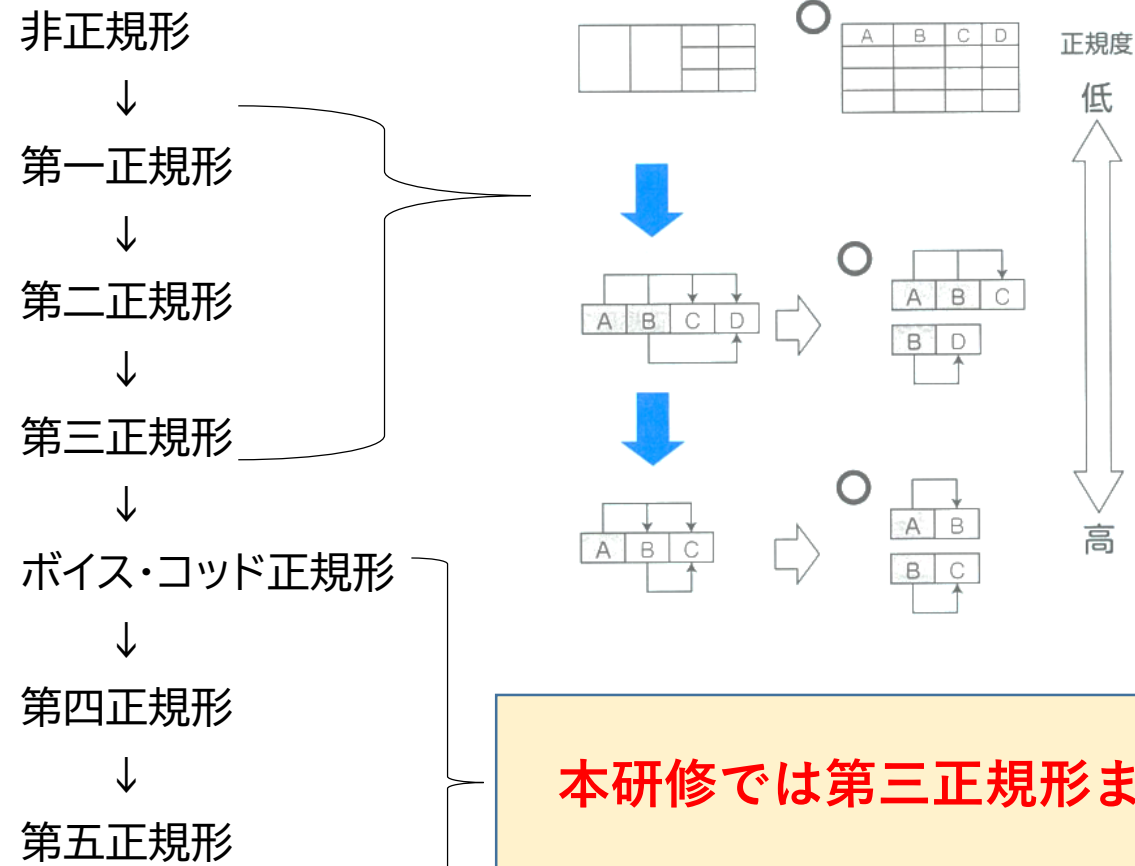 非正規形
↓
第一正規形
↓
第二正規形
↓
第三正規形
↓
ボイス・コッド正規形
↓
第四正規形
↓
第五正規形
A B C D
正規度
低
A B C D
A B C
B D
A B C
A B
B C
高
本研修では第三正規形ま